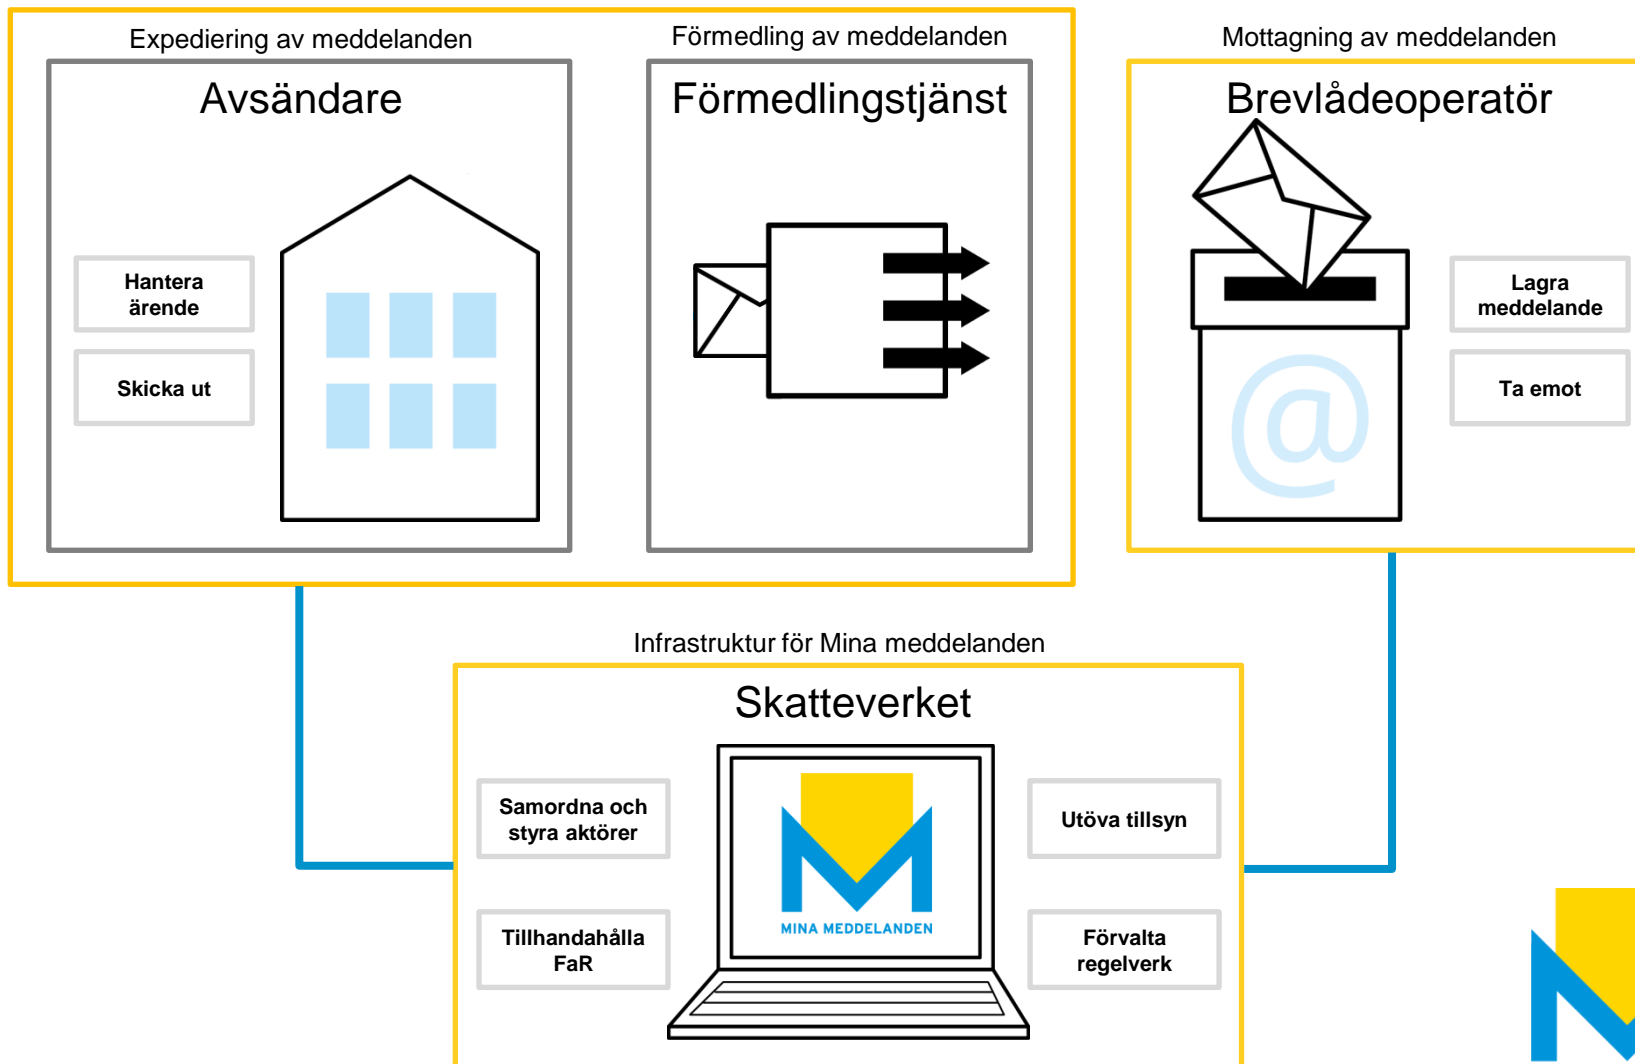 Expediering av meddelanden
Avsändare
Hantera
ärende
Skicka ut
Förmedling av meddelanden
Förmedlingstjänst
Mottagning av meddelanden
Brevlådeoperatör
@
Lagra
meddelande
Ta emot
Infrastruktur för Mina meddelanden
Skatteverket
Samordna och
styra aktörer
Tillhandahålla
FaR
MINA MEDDELANDEN
Utöva tillsyn
Förvalta
regelverk